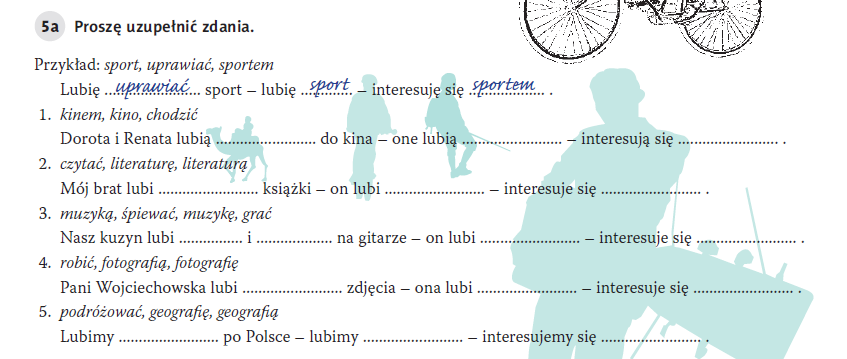 5a Proszę uzupełnić zdania.
Przykład: sport, uprawiać, sportem
Lubię ...uprawiać... sport – lubię ...sport... – interesuję się ...sportem... .
1. kinem, kino, chodzić
Dorota i Renata lubią .......................... do kina – one lubią .......................... – interesują się .......................... .
2. czytać, literaturę, literaturą
Mój brat lubi .......................... książki – on lubi .......................... – interesuje się .......................... .
3. muzyką, śpiewać, muzykę, grać
Nasz kuzyn lubi ................ i .................... na gitarze – on lubi .......................... – interesuje się .......................... .
4. robić, fotografią, fotografię
Pani Wojciechowska lubi .......................... zdjęcia – ona lubi .......................... – interesuje się .......................... .
5. podróżować, geografię, geografią
Lubimy .......................... po Polsce – lubimy .......................... – interesujemy się .......................... .